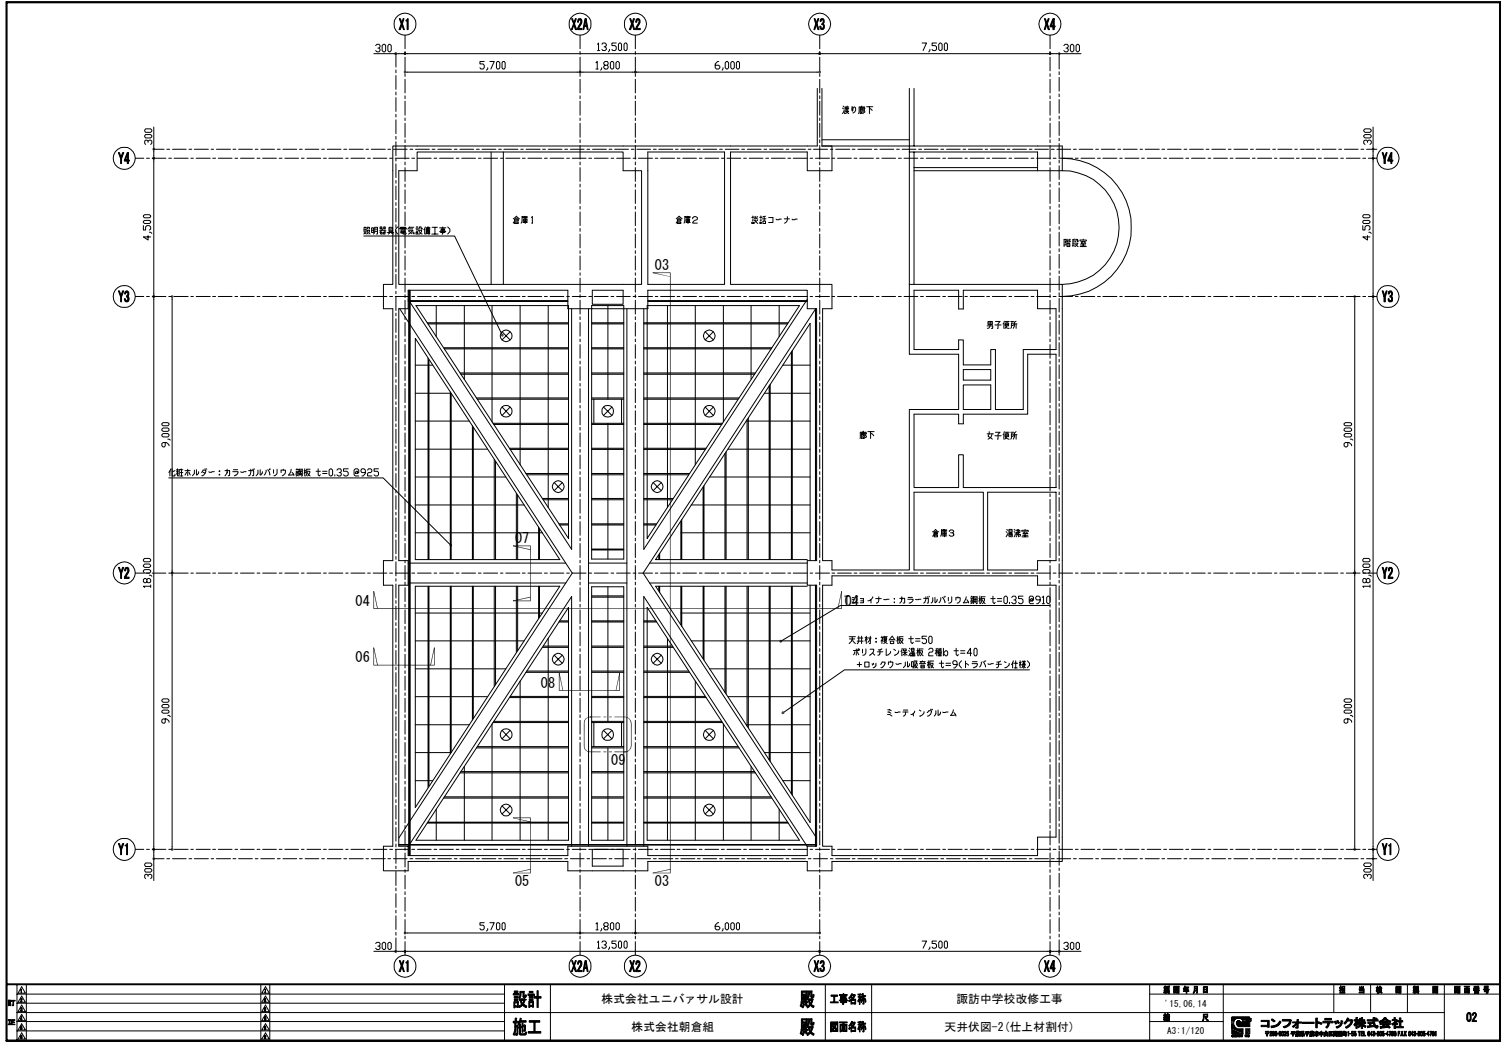 X1 X2A X2 X3 X4
300 13,500 7,500 300
5,700 1,800 6,000
渡り廊下
300 300
Y4 Y4
4,500 4,500
倉庫1 倉庫2 談話コーナー
照明器具(電気設備工事)
階段室
03
Y3 Y3
男子便所
9,000 廊下 女子便所 9,000
化粧ホルダー：カラーガルバリウム鋼板 t=0.35 @925
07 倉庫3 湯沸室
Y2 18,000 18,000 Y2
04 04
ジョイナー：カラーガルバリウム鋼板 t=0.35 @910
天井材：複合板 t=50
ポリスチレン保温板 2種b t=40
+ロックウール吸音板 t=9(トラバーチン仕様)
06
08
9,000 ミーティングルーム 9,000
09
Y1 Y1
300 300
05 03
5,700 1,800 6,000
300 13,500 7,500 300
X1 X2A X2 X3 X4
設計 株式会社ユニバァサル設計 殿 工事名称 諏訪中学校改修工事
'15.06.14
施工 株式会社朝倉組 殿 図面名称 天井伏図-2(仕上材割付)
縮 尺
A3:1/120
コンフォートテック株式会社
図面番号
02